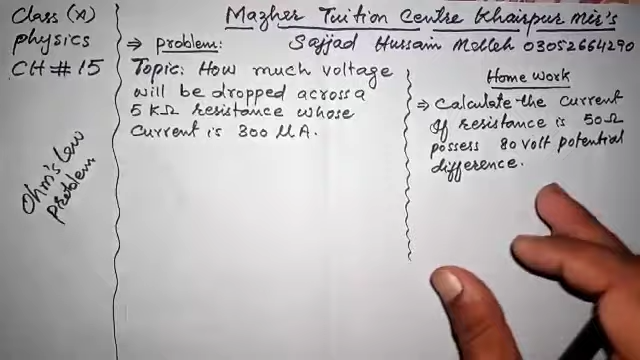 Class (X)
Physics
CH # 15
Ohm's Law
Problem
Mazher Tuition Centre Khairpur Mir's
Sajjad Hussain Melleh 03052664290
⇒ Problem:
Topic: How much voltage
will be dropped across a
5 KΩ resistance whose
Current is 300 μA.
Home Work
⇒ Calculate the current
If resistance is 50Ω
possess 80 volt potential
difference.